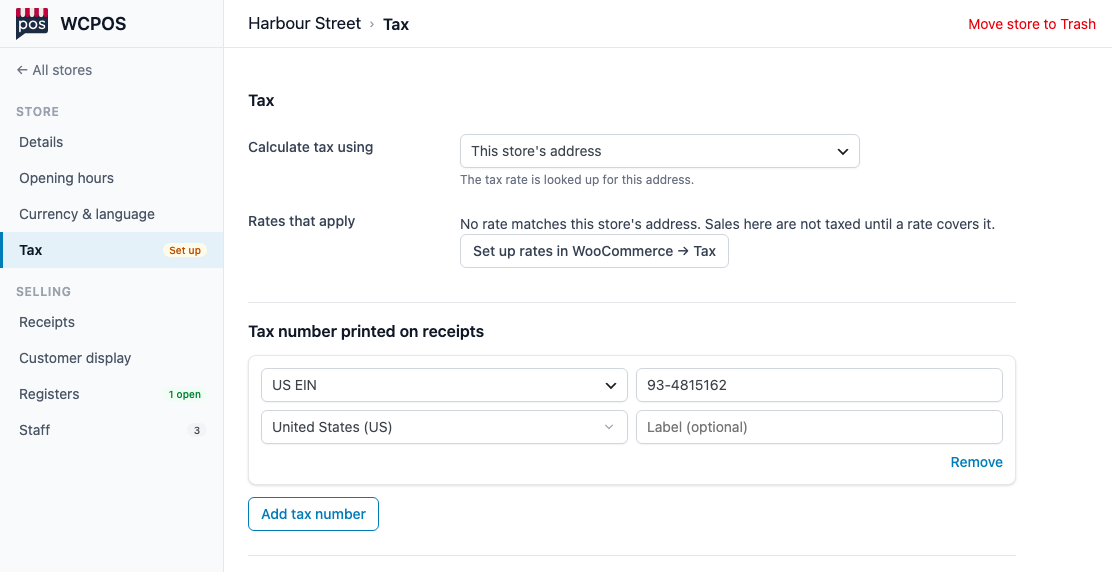 pos WCPOS
Harbour Street › Tax
Move store to Trash
← All stores
STORE
Details
Opening hours
Currency & language
Tax Set up
SELLING
Receipts
Customer display
Registers 1 open
Staff 3
Tax
Calculate tax using
This store's address
The tax rate is looked up for this address.
Rates that apply
No rate matches this store's address. Sales here are not taxed until a rate covers it.
Set up rates in WooCommerce → Tax
Tax number printed on receipts
US EIN
93-4815162
United States (US)
Label (optional)
Remove
Add tax number